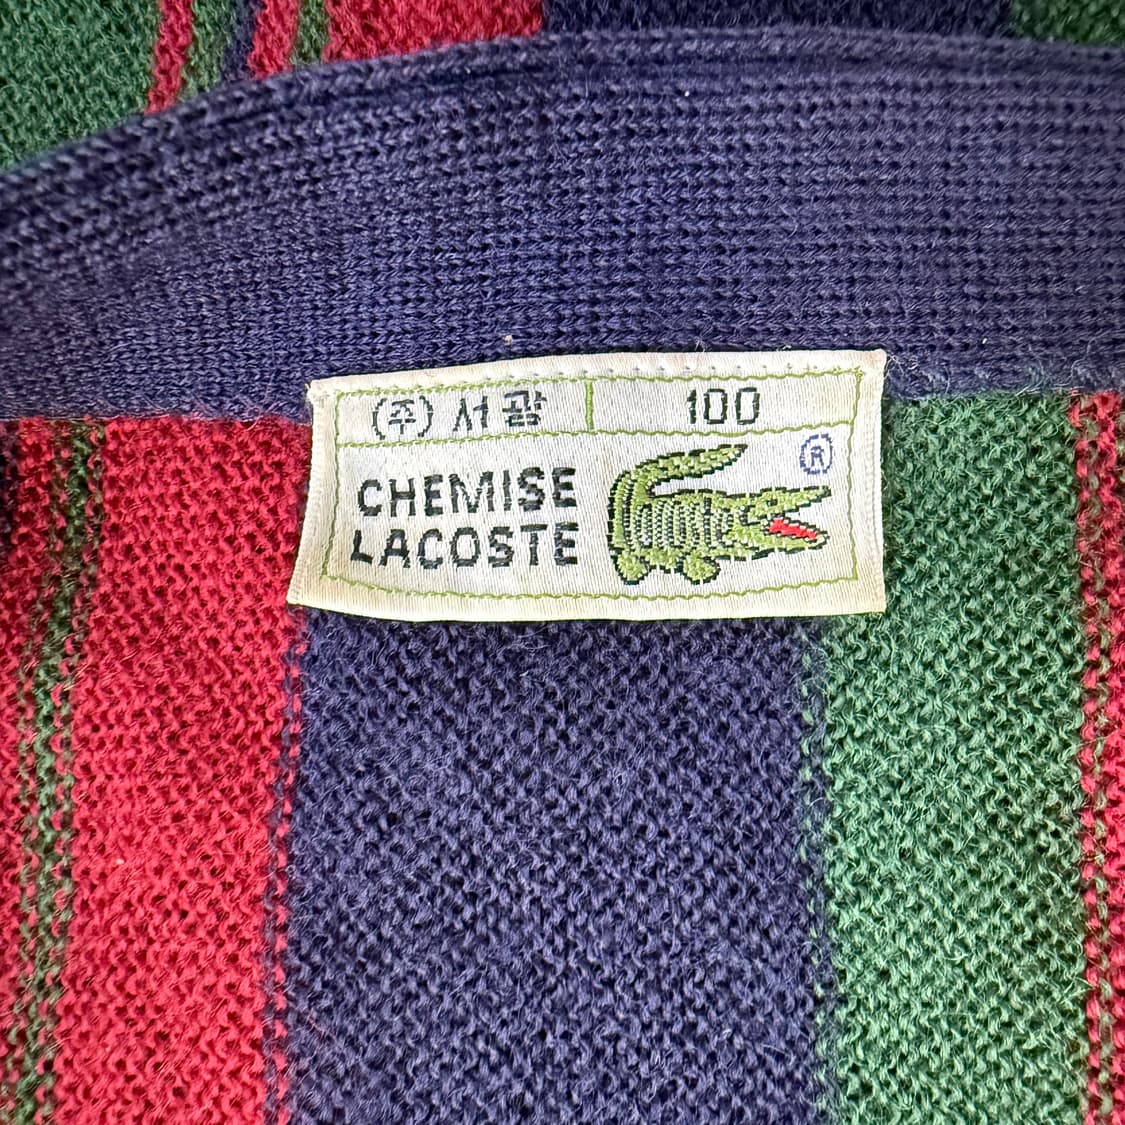 (주) 서광 100
®
CHEMISE
LACOSTE